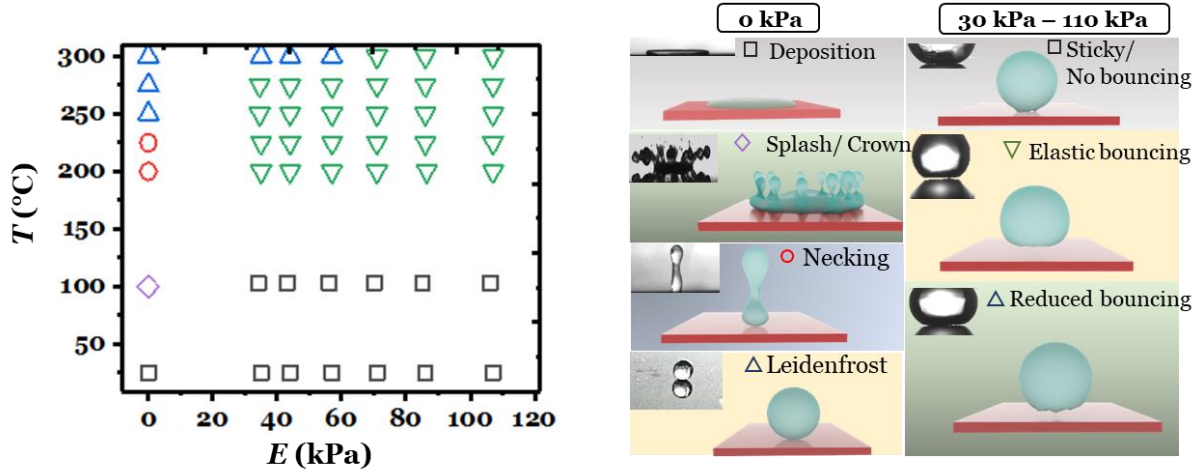 300
250
200
150
100
50
T (°C)
0 20 40 60 80 100 120
E (kPa)
0 kPa
Deposition
Splash/ Crown
Necking
Leidenfrost
30 kPa – 110 kPa
Sticky/
No bouncing
Elastic bouncing
Reduced bouncing